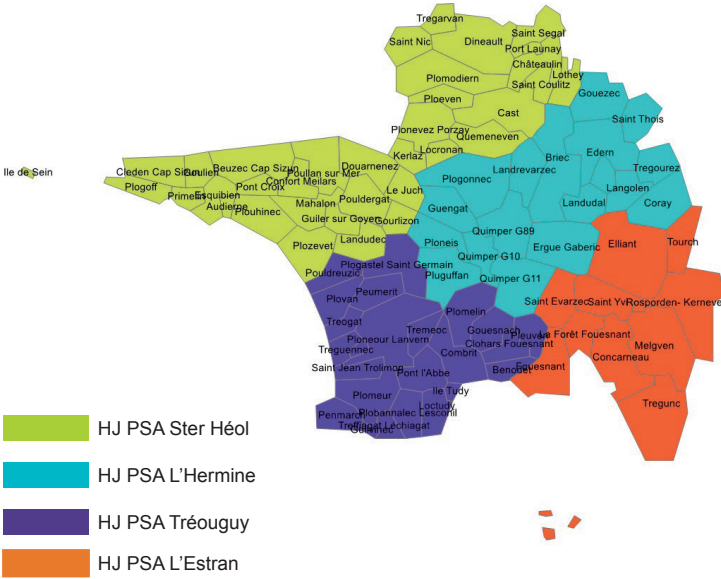 Tregarvan
Saint Segal
Saint Nic
Dineault
Port Launay
Châteaulin
Lothey
Plomodiern
Saint Coulitz
Gouezec
Ploeven
Cast
Saint Thois
Plonevez Porzay
Quemeneven
Locronan
Edern
Briec
Kerlaz
Ile de Sein
Cleden Cap Sizun
Goulien
Beuzec Cap Sizun
Poullan sur Mer
Douarnenez
Landrevarzec
Tregourez
Plogonnec
Confort Meilars
Plogoff
Primelin
Esquibien
Pont Croix
Le Juch
Langolen
Audierne
Mahalon
Pouldergat
Landudal
Coray
Plouhinec
Guengat
Guiler sur Goyen
Gourlizon
Quimper G89
Landudec
Ploneis
Ergue Gaberic
Elliant
Tourch
Plozevet
Quimper G10
Plogastel Saint Germain
Pouldreuzic
Pluguffan
Quimper G11
Peumerit
Plovan
Saint Evarzec
Saint Yvi
Rosporden- Kernevel
Plomelin
Treogat
Tremeoc
Gouesnach
Pleuven
La Forêt Fouesnant
Ploneour Lanvern
Clohars Fouesnant
Melgven
Treguennec
Combrit
Concarneau
Saint Jean Trolimon
Pont l'Abbe
Benodet
Fouesnant
Ile Tudy
Plomeur
Tregunc
Loctudy
Penmarch
Plobannalec Lesconil
Treffiagat Léchiagat
Guilvinec
HJ PSA Ster Héol
HJ PSA L’Hermine
HJ PSA Tréouguy
HJ PSA L’Estran